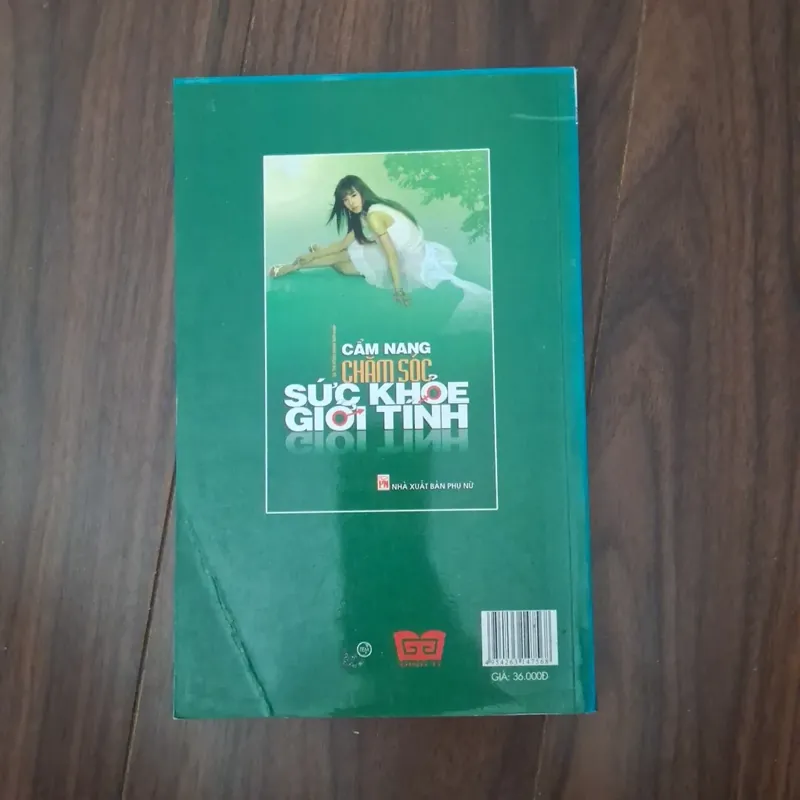 CẨM NANG
CHĂM SÓC
SỨC KHỎE
GIỚI TÍNH
NHÀ XUẤT BẢN PHỤ NỮ
GIÁ: 36.000Đ